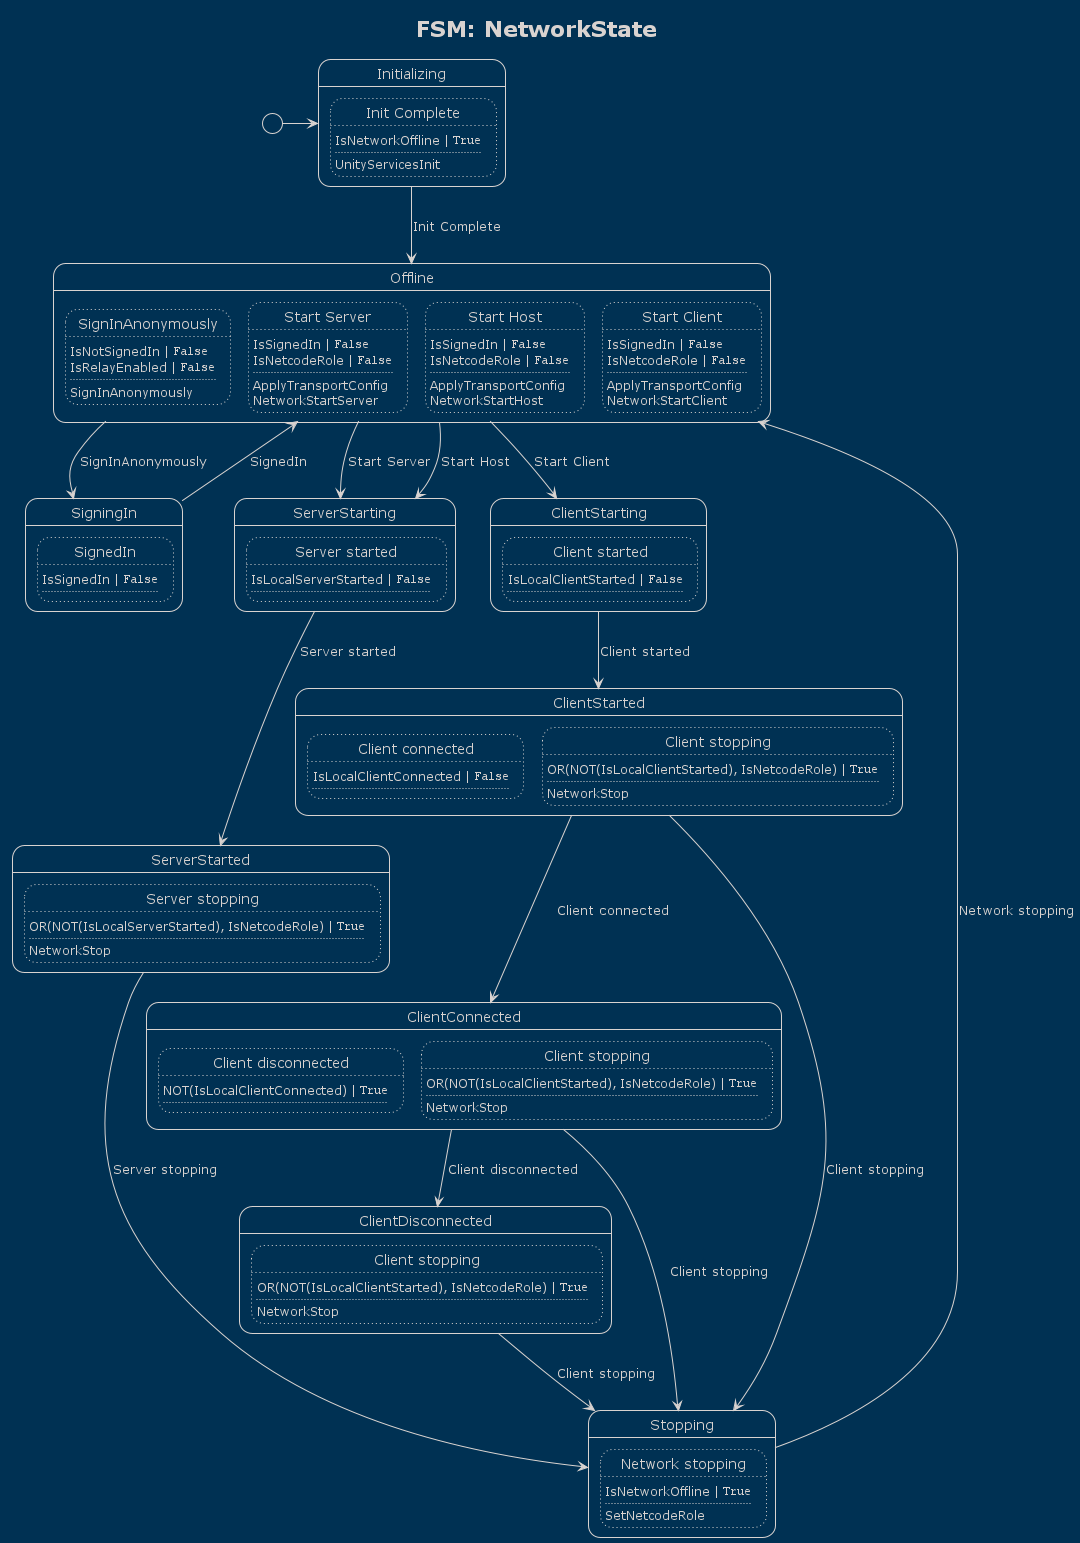 FSM: NetworkState
Initializing
Init Complete
IsNetworkOffline | True
UnityServicesInit
Init Complete
Offline
SignInAnonymously
IsNotSignedIn | False
IsRelayEnabled | False
SignInAnonymously
Start Server
IsSignedIn | False
IsNetcodeRole | False
ApplyTransportConfig
NetworkStartServer
Start Host
IsSignedIn | False
IsNetcodeRole | False
ApplyTransportConfig
NetworkStartHost
Start Client
IsSignedIn | False
IsNetcodeRole | False
ApplyTransportConfig
NetworkStartClient
SignInAnonymously
SignedIn
Start Server
Start Host
Start Client
SigningIn
SignedIn
IsSignedIn | False
ServerStarting
Server started
IsLocalServerStarted | False
ClientStarting
Client started
IsLocalClientStarted | False
Server started
Client started
ClientStarted
Client connected
IsLocalClientConnected | False
Client stopping
OR(NOT(IsLocalClientStarted), IsNetcodeRole) | True
NetworkStop
ServerStarted
Server stopping
OR(NOT(IsLocalServerStarted), IsNetcodeRole) | True
NetworkStop
Client connected
Network stopping
ClientConnected
Client disconnected
NOT(IsLocalClientConnected) | True
Client stopping
OR(NOT(IsLocalClientStarted), IsNetcodeRole) | True
NetworkStop
Server stopping
Client disconnected
Client stopping
ClientDisconnected
Client stopping
OR(NOT(IsLocalClientStarted), IsNetcodeRole) | True
NetworkStop
Client stopping
Client stopping
Stopping
Network stopping
IsNetworkOffline | True
SetNetcodeRole